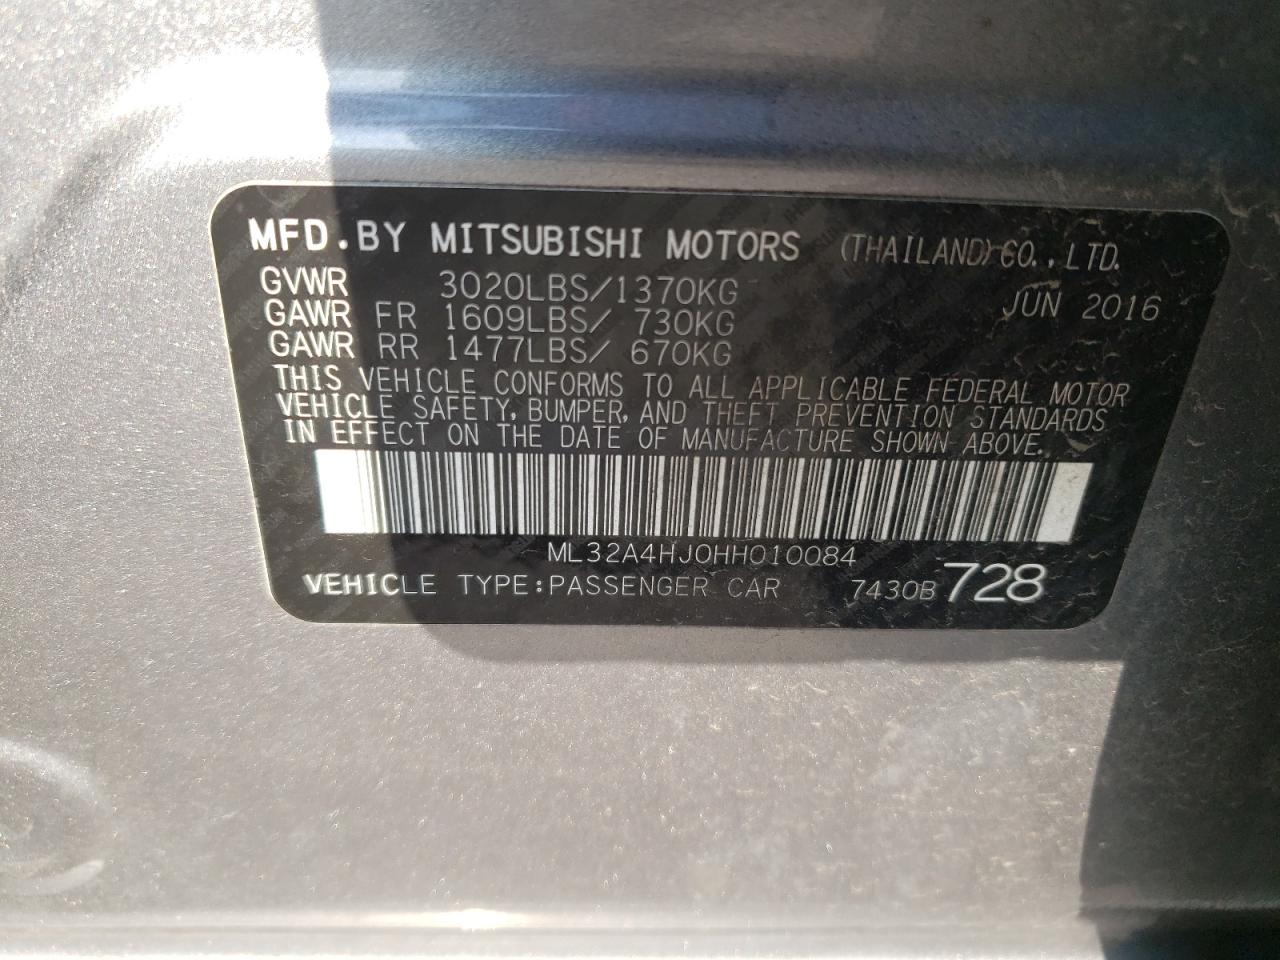 MFD.BY MITSUBISHI MOTORS (THAILAND) CO.,LTD.
GVWR 3020LBS/1370KG JUN 2016
GAWR FR 1609LBS/ 730KG
GAWR RR 1477LBS/ 670KG
THIS VEHICLE CONFORMS TO ALL APPLICABLE FEDERAL MOTOR
VEHICLE SAFETY, BUMPER, AND THEFT PREVENTION STANDARDS
IN EFFECT ON THE DATE OF MANUFACTURE SHOWN ABOVE.
ML32A4HJ0HH010084
VEHICLE TYPE:PASSENGER CAR 7430B 728